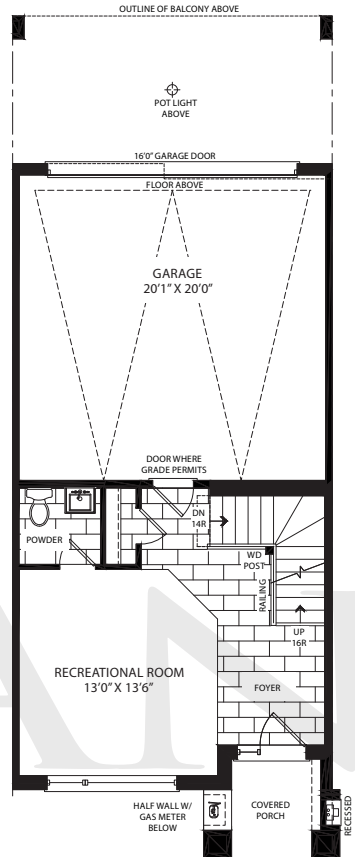 OUTLINE OF BALCONY ABOVE
POT LIGHT
ABOVE
16'0" GARAGE DOOR
FLOOR ABOVE
GARAGE
20'1" X 20'0"
DOOR WHERE
GRADE PERMITS
DN
14R
POWDER
WD
POST
RAILING
UP
16R
RECREATIONAL ROOM
13'0" X 13'6"
FOYER
HALF WALL W/
GAS METER
BELOW
COVERED
PORCH
RECESSED